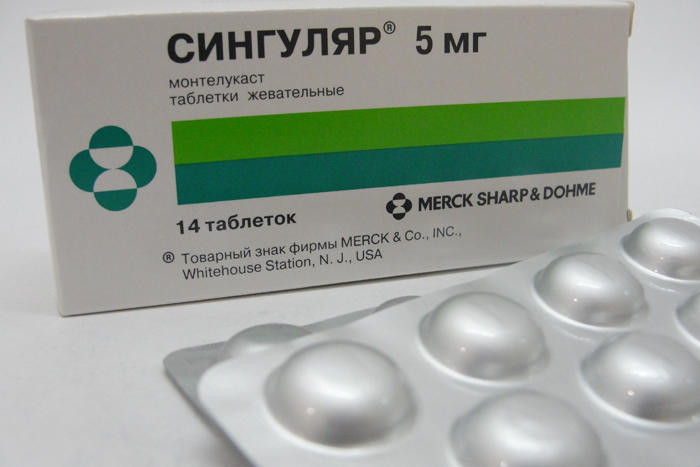 СИНГУЛЯР® 5 мг
монтелукаст
таблетки жевательные
14 таблеток
MERCK SHARP & DOHME
® Товарный знак фирмы MERCK & Co., INC.,
Whitehouse Station, N. J., USA